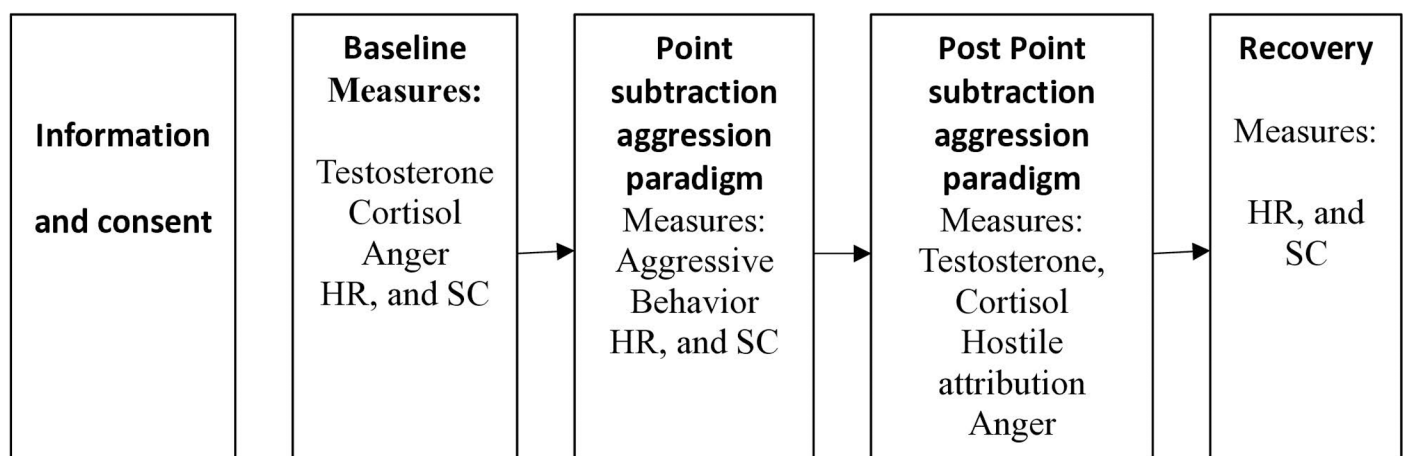 Information
and consent
Baseline
Measures:
Testosterone
Cortisol
Anger
HR, and SC
Point
subtraction
aggression
paradigm
Measures:
Aggressive
Behavior
HR, and SC
Post Point
subtraction
aggression
paradigm
Measures:
Testosterone,
Cortisol
Hostile
attribution
Anger
Recovery
Measures:
HR, and
SC